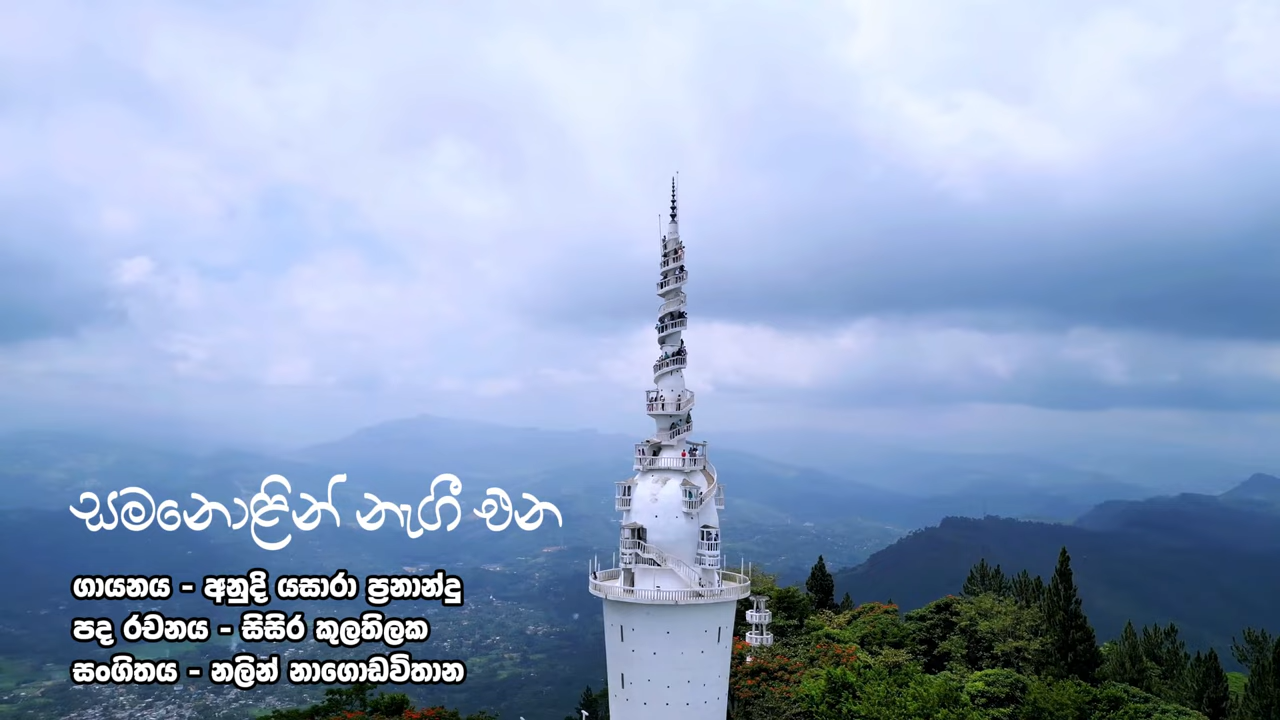 සමනොළින් නැගී එන
ගායනය - අනුදි යසාරා ප්‍රනාන්දු
පද රචනය - සිසිර කුලතිලක
සංගීතය - නලින් නාගොඩවිතාන